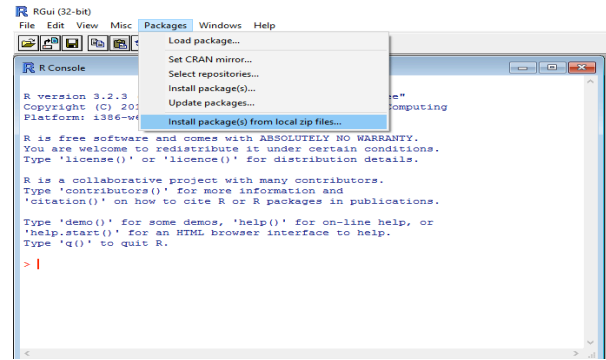 RGui (32-bit)
File Edit View Misc Packages Windows Help
Load package...
Set CRAN mirror...
Select repositories...
Install package(s)...
Update packages...
Install package(s) from local zip files...
R Console
R version 3.2.3 e"
Copyright (C) 201 Computing
Platform: i386-w
R is free software and comes with ABSOLUTELY NO WARRANTY.
You are welcome to redistribute it under certain conditions.
Type 'license()' or 'licence()' for distribution details.
R is a collaborative project with many contributors.
Type 'contributors()' for more information and
'citation()' on how to cite R or R packages in publications.
Type 'demo()' for some demos, 'help()' for on-line help, or
'help.start()' for an HTML browser interface to help.
Type 'q()' to quit R.
>